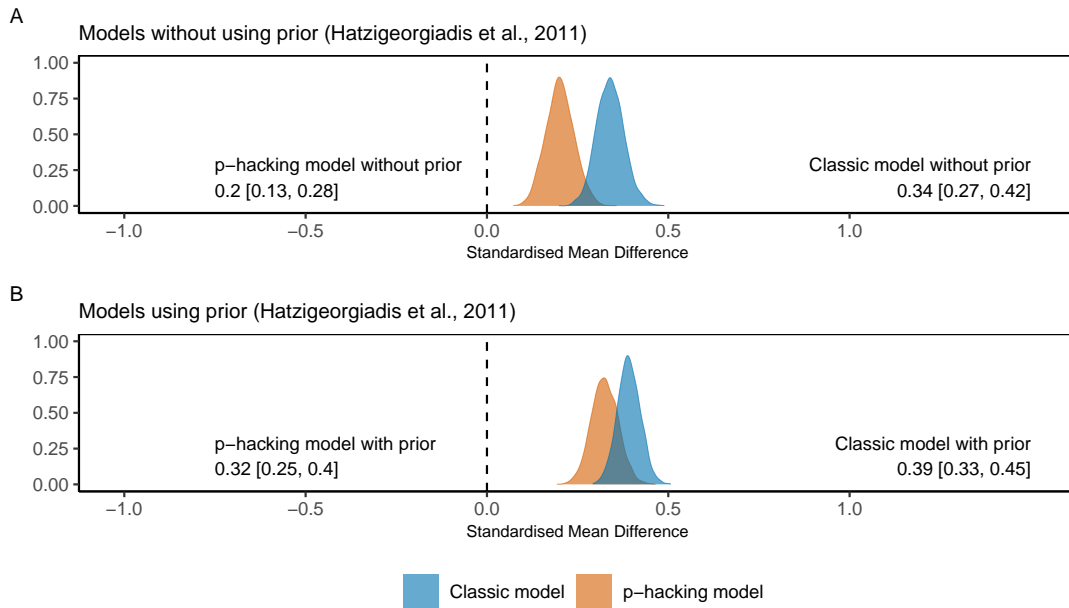 A
Models without using prior (Hatzigeorgiadis et al., 2011)
1.00
0.75
0.50
0.25
0.00
p−hacking model without prior
0.2 [0.13, 0.28]
Classic model without prior
0.34 [0.27, 0.42]
−1.0
−0.5
0.0
0.5
1.0
Standardised Mean Difference
B
Models using prior (Hatzigeorgiadis et al., 2011)
1.00
0.75
0.50
0.25
0.00
p−hacking model with prior
0.32 [0.25, 0.4]
Classic model with prior
0.39 [0.33, 0.45]
−1.0
−0.5
0.0
0.5
1.0
Standardised Mean Difference
Classic model
p−hacking model